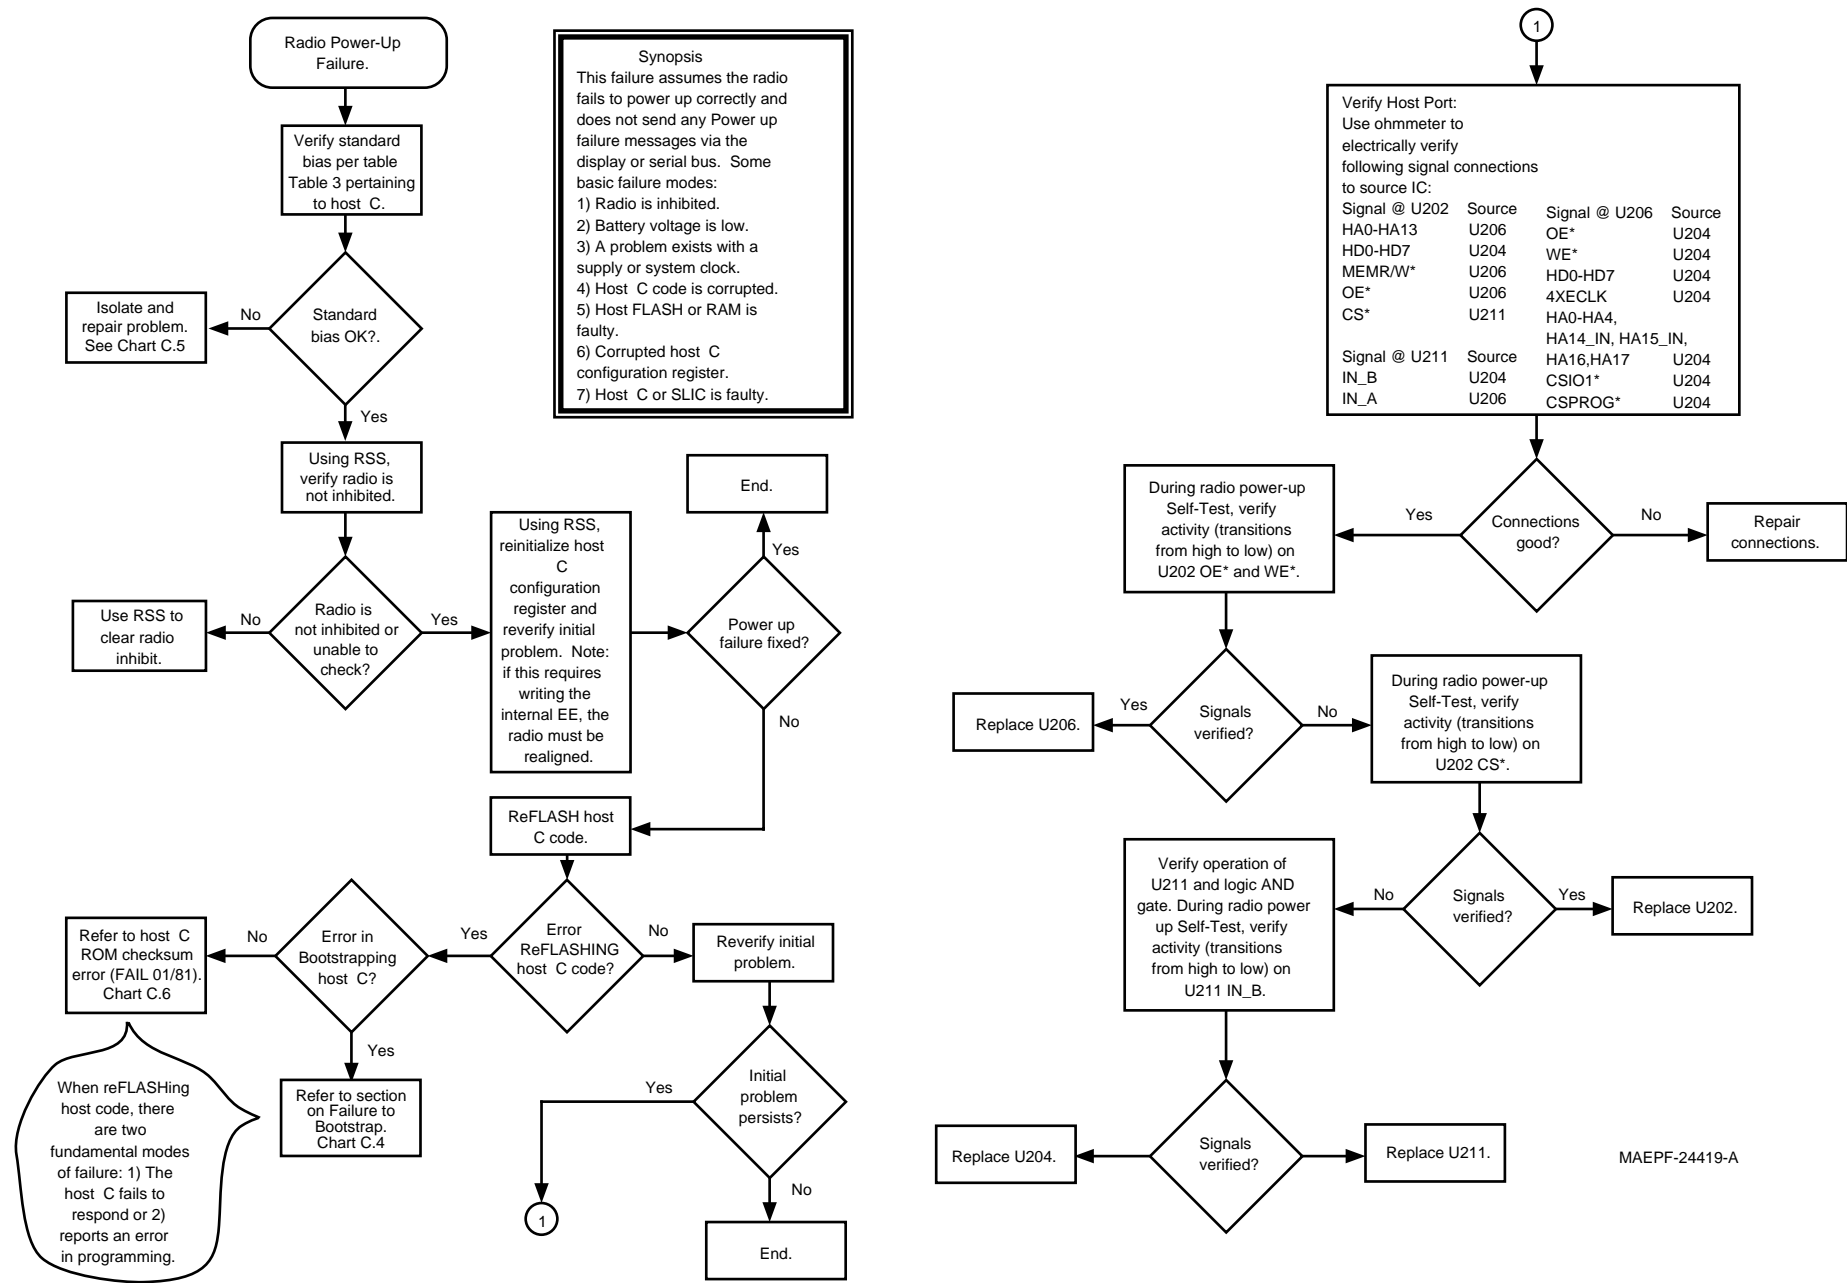 Radio Power-Up
Failure.
Verify standard
bias per table
Table 3 pertaining
to host  C.
Standard
bias OK?.
No
Isolate and
repair problem.
See Chart C.5
Yes
Using RSS,
verify radio is
not inhibited.
Radio is
not inhibited or
unable to
check?
No
Use RSS to
clear radio
inhibit.
Yes
Using RSS,
reinitialize host
C
configuration
register and
reverify initial
problem.  Note:
if this requires
writing the
internal EE, the
radio must be
realigned.
Power up
failure fixed?
Yes
End.
No
ReFLASH host
C code.
Error
ReFLASHING
host  C code?
Yes
Error in
Bootstrapping
host  C?
No
Refer to host  C
ROM checksum
error (FAIL 01/81).
Chart C.6
Yes
Refer to section
on Failure to
Bootstrap.
Chart C.4
When reFLASHing
host code, there
are two
fundamental modes
of failure: 1) The
host  C fails to
respond or 2)
reports an error
in programming.
No
Reverify initial
problem.
Initial
problem
persists?
Yes
1
No
End.
Synopsis
This failure assumes the radio
fails to power up correctly and
does not send any Power up
failure messages via the
display or serial bus.  Some
basic failure modes:
1) Radio is inhibited.
2) Battery voltage is low.
3) A problem exists with a
supply or system clock.
4) Host  C code is corrupted.
5) Host FLASH or RAM is
faulty.
6) Corrupted host  C
configuration register.
7) Host  C or SLIC is faulty.
1
Verify Host Port:
Use ohmmeter to
electrically verify
following signal connections
to source IC:
Signal @ U202 Source
HA0-HA13 U206
HD0-HD7 U204
MEMR/W* U206
OE* U206
CS* U211
Signal @ U211 Source
IN_B U204
IN_A U206
Signal @ U206 Source
OE* U204
WE* U204
HD0-HD7 U204
4XECLK U204
HA0-HA4,
HA14_IN, HA15_IN,
HA16,HA17 U204
CSIO1* U204
CSPROG* U204
Connections
good?
No
Repair
connections.
Yes
During radio power-up
Self-Test, verify
activity (transitions
from high to low) on
U202 OE* and WE*.
Signals
verified?
Yes
Replace U206.
No
During radio power-up
Self-Test, verify
activity (transitions
from high to low) on
U202 CS*.
Signals
verified?
Yes
Replace U202.
No
Verify operation of
U211 and logic AND
gate. During radio power
up Self-Test, verify
activity (transitions
from high to low) on
U211 IN_B.
Signals
verified?
No
Replace U204.
Yes
Replace U211.
MAEPF-24419-A